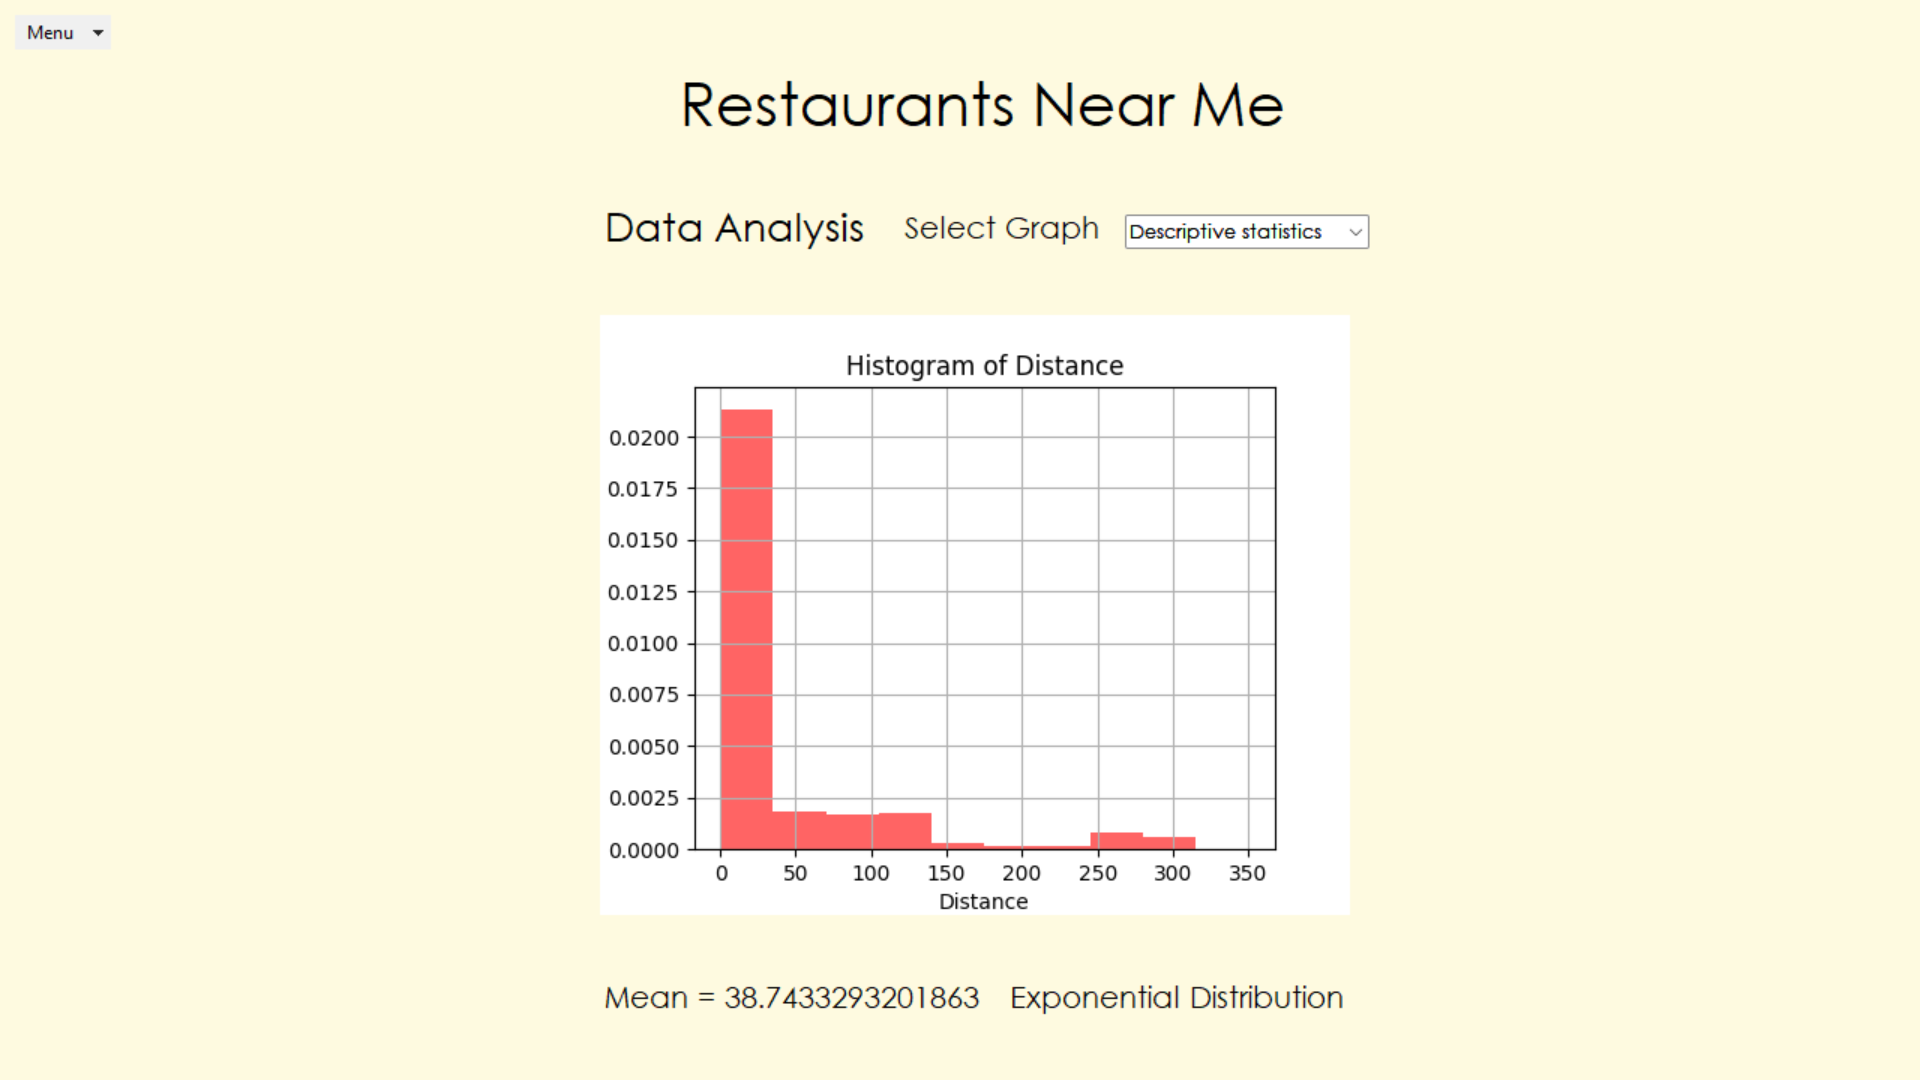 Menu
Restaurants Near Me
Data Analysis Select Graph Descriptive statistics
Histogram of Distance
0.0200
0.0175
0.0150
0.0125
0.0100
0.0075
0.0050
0.0025
0.0000
0 50 100 150 200 250 300 350
Distance
Mean = 38.7433293201863 Exponential Distribution